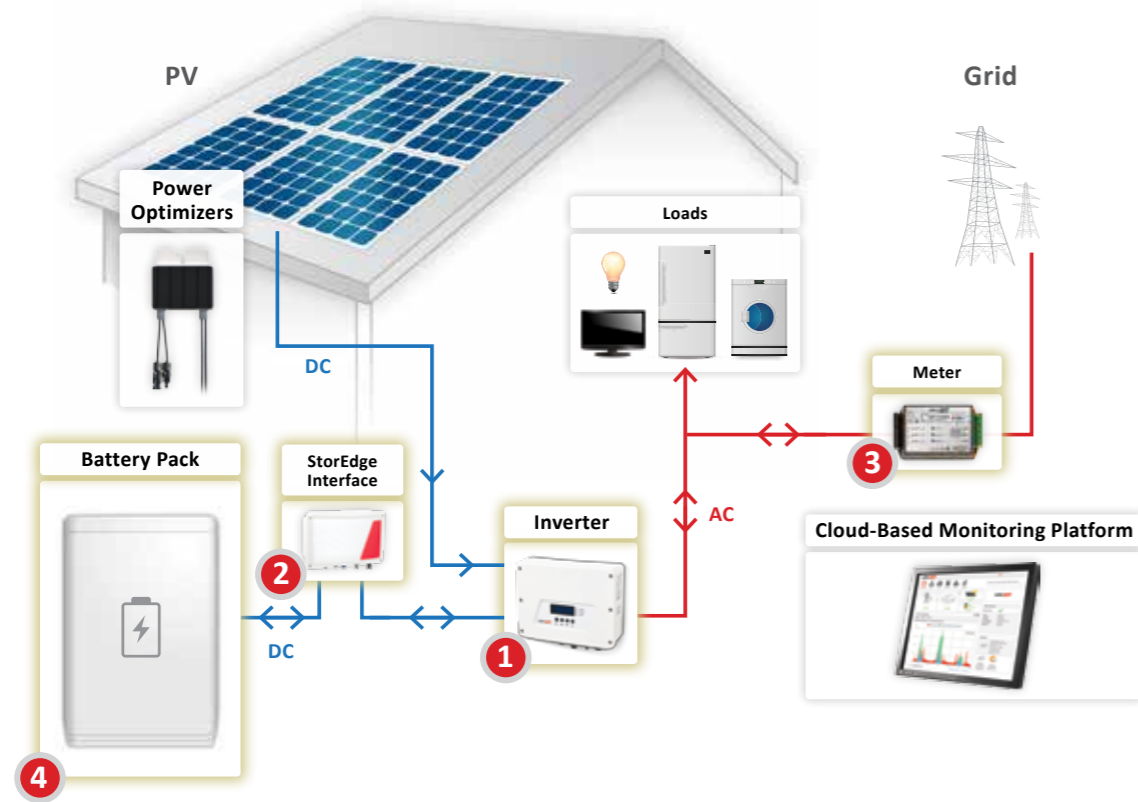 PV
Grid
Power
Optimizers
Loads
DC
Meter
3
Battery Pack
StorEdge
Interface
Inverter
AC
Cloud-Based Monitoring Platform
2
DC
1
4